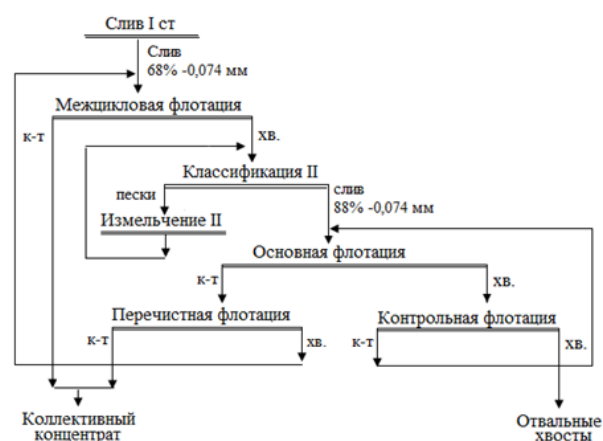 Слив I ст
Слив
68% -0,074 мм
Межцикловая флотация
к-т
хв.
Классификация II
пески
слив
88% -0,074 мм
Измельчение II
Основная флотация
к-т
хв.
Перечистная флотация
Контрольная флотация
к-т
хв.
к-т
хв.
Коллективный
концентрат
Отвальные
хвосты